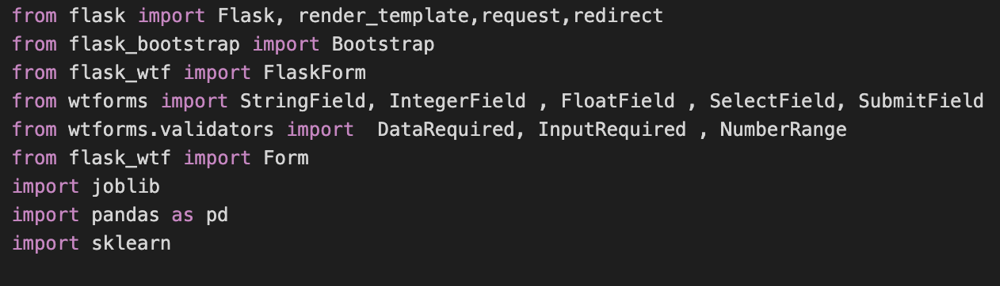 from flask import Flask, render_template,request,redirect
from flask_bootstrap import Bootstrap
from flask_wtf import FlaskForm
from wtforms import StringField, IntegerField , FloatField , SelectField, SubmitField
from wtforms.validators import  DataRequired, InputRequired , NumberRange
from flask_wtf import Form
import joblib
import pandas as pd
import sklearn